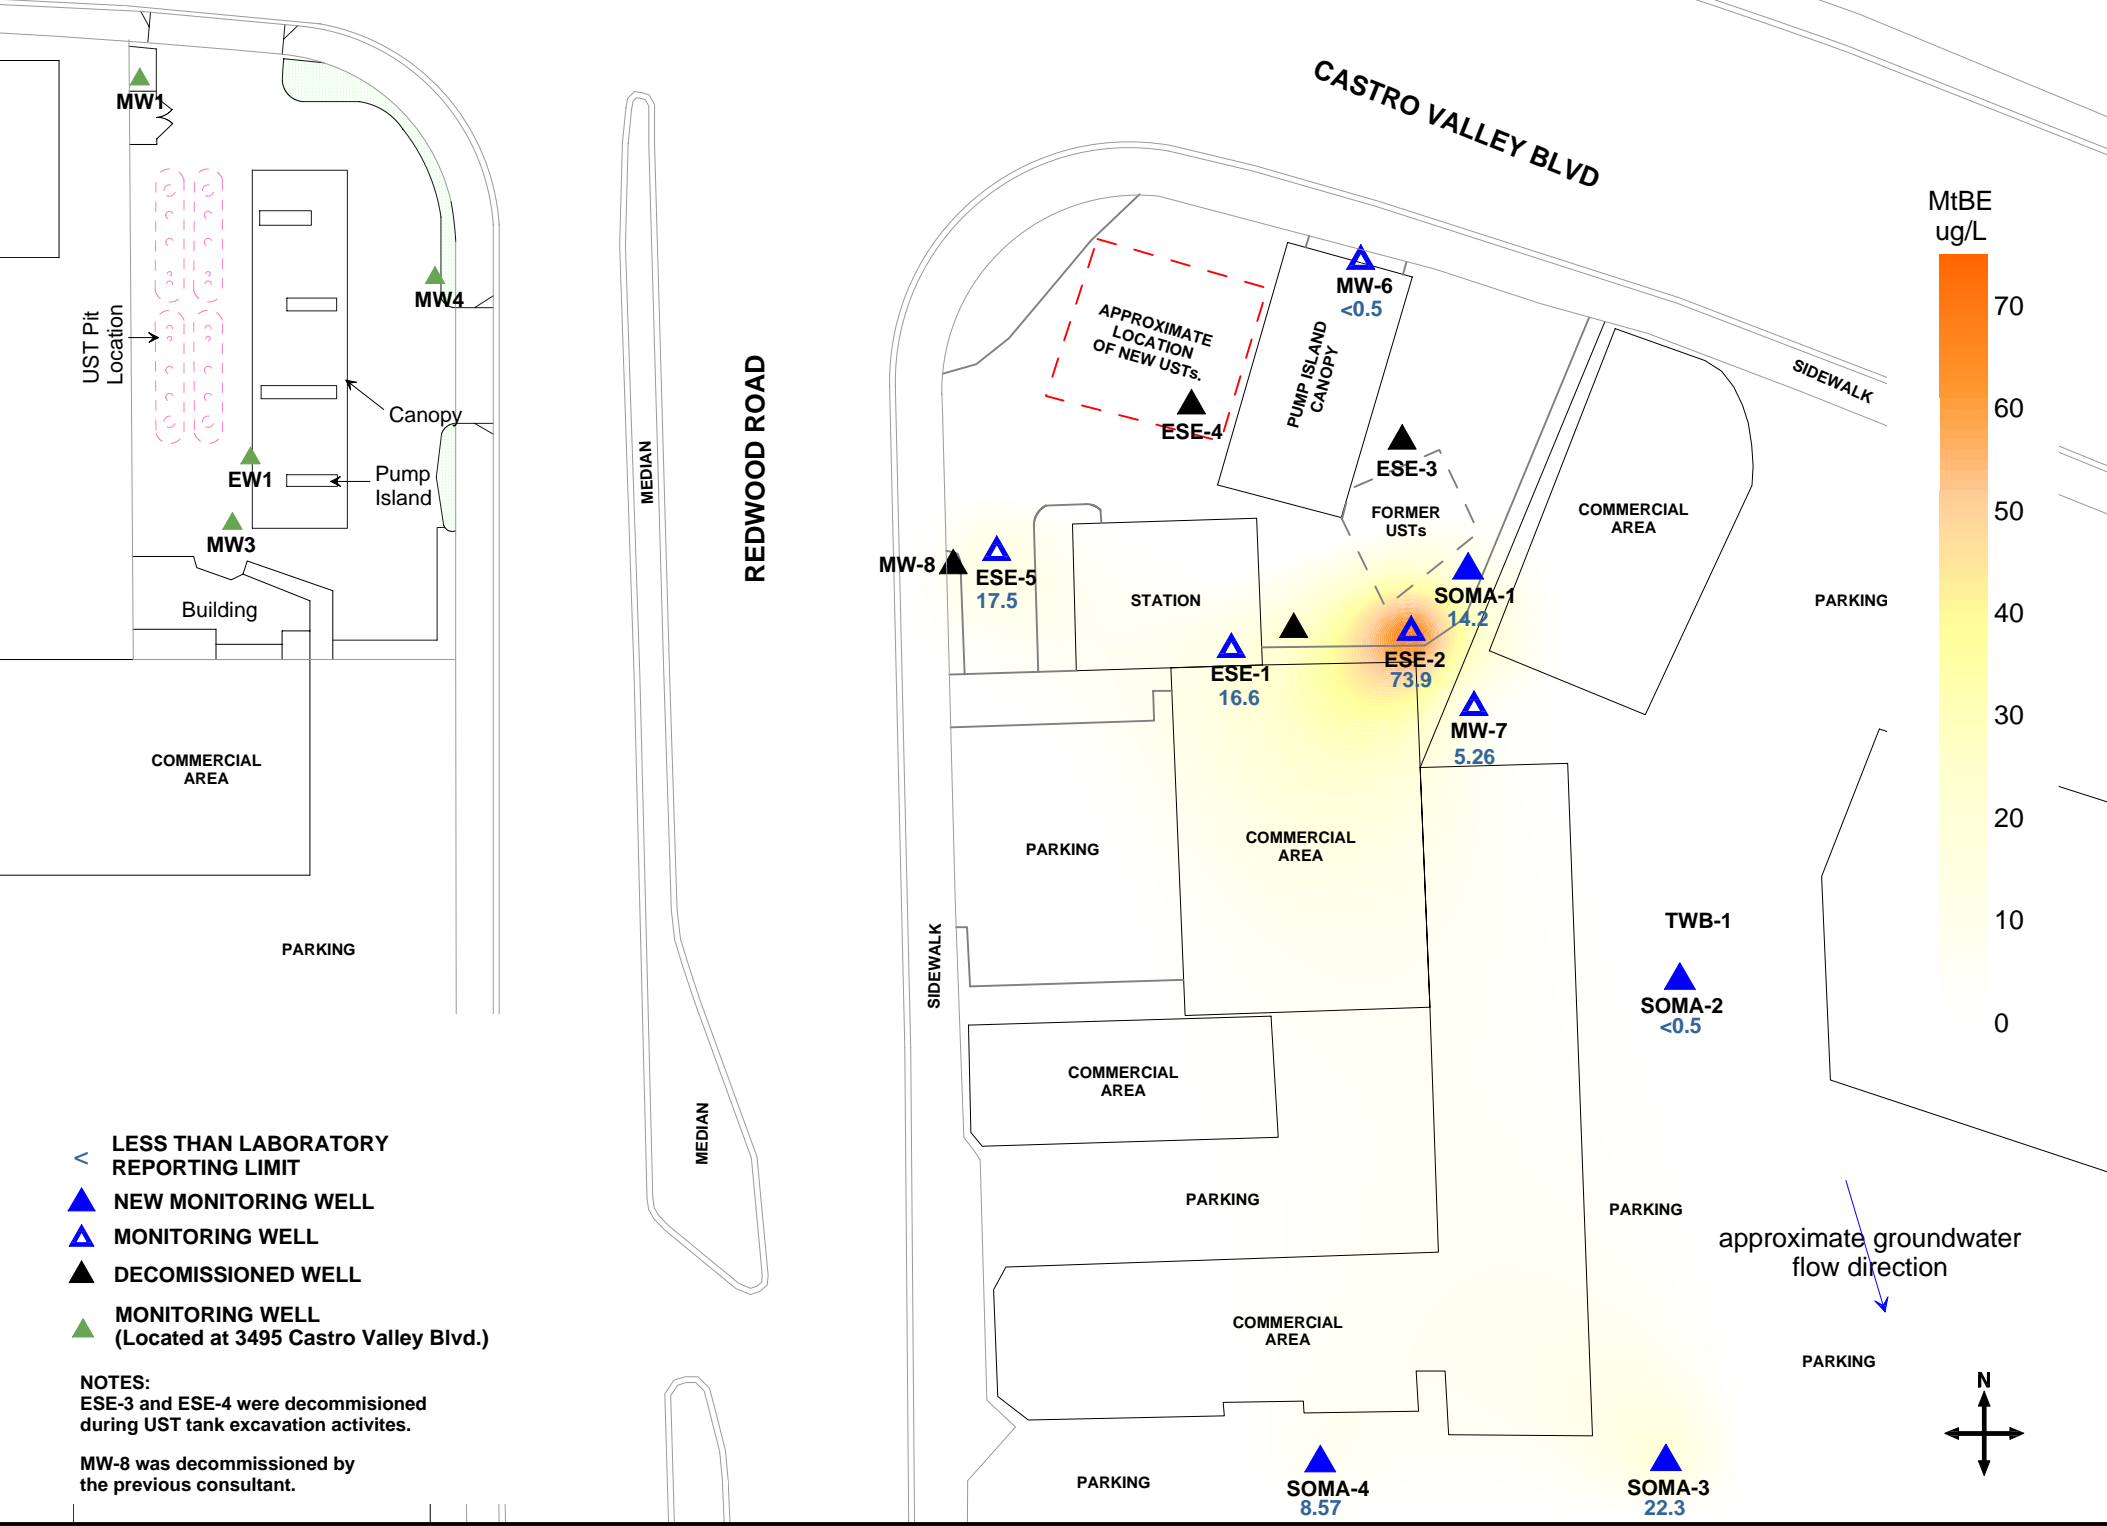 CASTRO VALLEY BLVD
MW1
MtBE
ug/L
MW-6
<0.5
MW4
70
UST Pit
Location
APPROXIMATE
LOCATION
OF NEW USTs.
PUMP ISLAND
CANOPY
SIDEWALK
Canopy
REDWOOD ROAD
60
ESE-4
MEDIAN
EW1
Pump
Island
ESE-3
FORMER
USTs
COMMERCIAL
AREA
50
MW3
MW-8
ESE-5
17.5
STATION
SOMA-1
14.2
PARKING
40
Building
ESE-1
16.6
ESE-2
73.9
MW-7
5.26
30
COMMERCIAL
AREA
PARKING
COMMERCIAL
AREA
20
TWB-1
10
PARKING
SIDEWALK
SOMA-2
<0.5
0
COMMERCIAL
AREA
MEDIAN
< LESS THAN LABORATORY
REPORTING LIMIT
NEW MONITORING WELL
MONITORING WELL
DECOMISSIONED WELL
MONITORING WELL
(Located at 3495 Castro Valley Blvd.)
PARKING
PARKING
approximate groundwater
flow direction
COMMERCIAL
AREA
PARKING
N
NOTES:
ESE-3 and ESE-4 were decommisioned
during UST tank excavation activites.
MW-8 was decommissioned by
the previous consultant.
PARKING
SOMA-4
8.57
SOMA-3
22.3